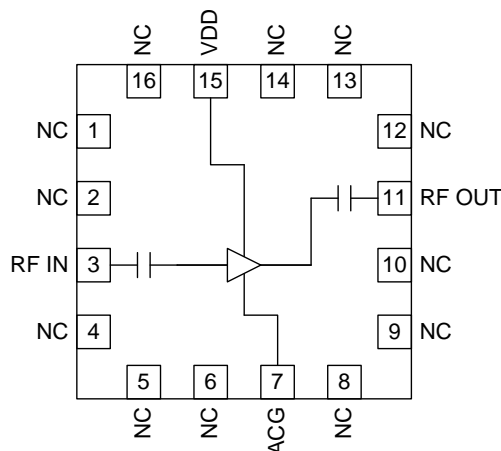 NC VDD NC NC
16 15 14 13
NC 1 12 NC
NC 2 11 RF OUT
RF IN 3 10 NC
NC 4 9 NC
5 6 7 8
NC NC ACG NC